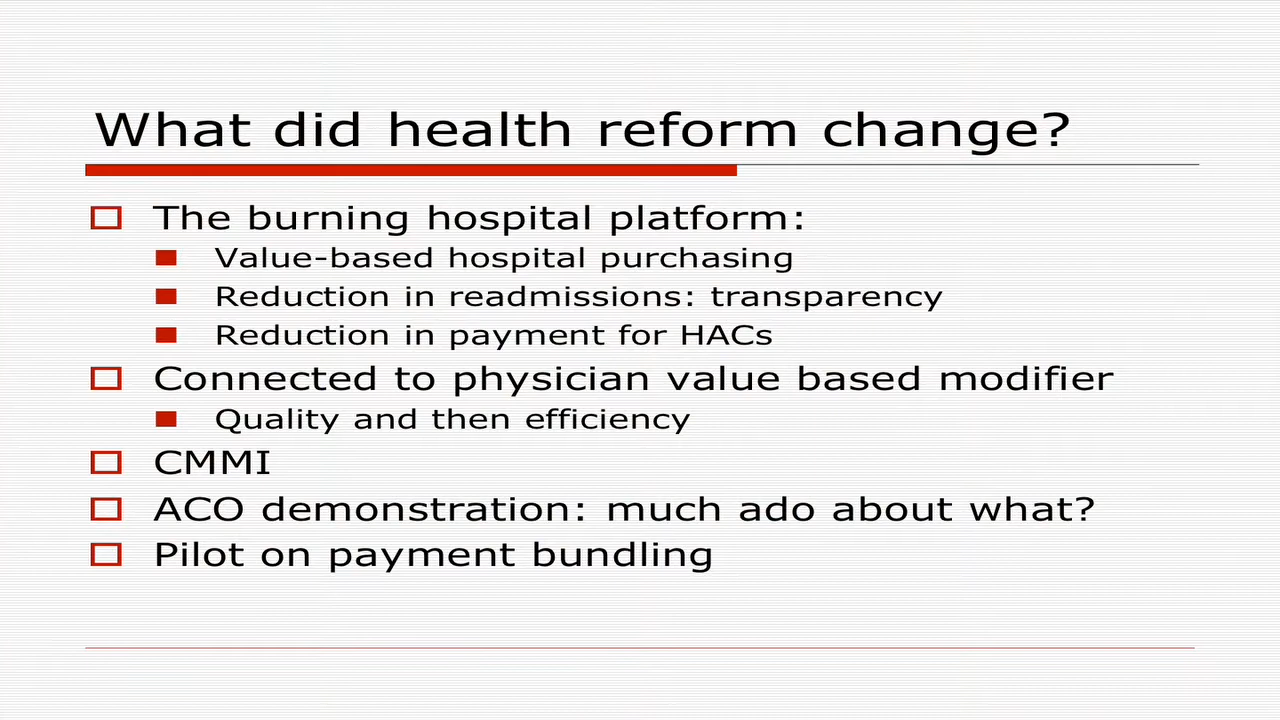 What did health reform change?
The burning hospital platform:
Value-based hospital purchasing
Reduction in readmissions: transparency
Reduction in payment for HACs
Connected to physician value based modifier
Quality and then efficiency
CMMI
ACO demonstration: much ado about what?
Pilot on payment bundling